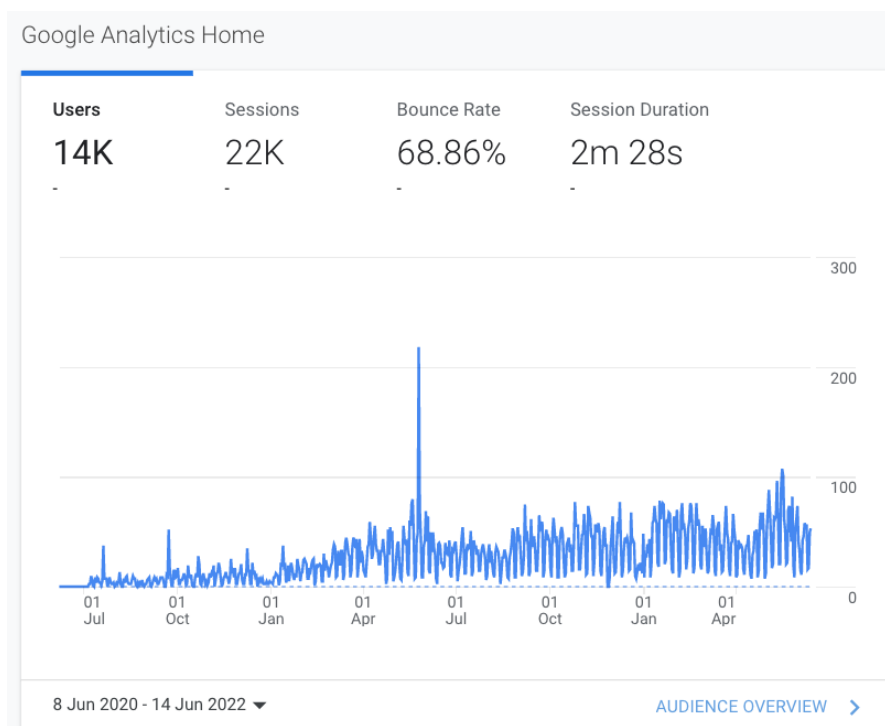 Google Analytics Home
Users Sessions Bounce Rate Session Duration
14K 22K 68.86% 2m 28s
- - - -
300
200
100
0
01 01 01 01 01 01 01 01
Jul Oct Jan Apr Jul Oct Jan Apr
8 Jun 2020 - 14 Jun 2022 AUDIENCE OVERVIEW